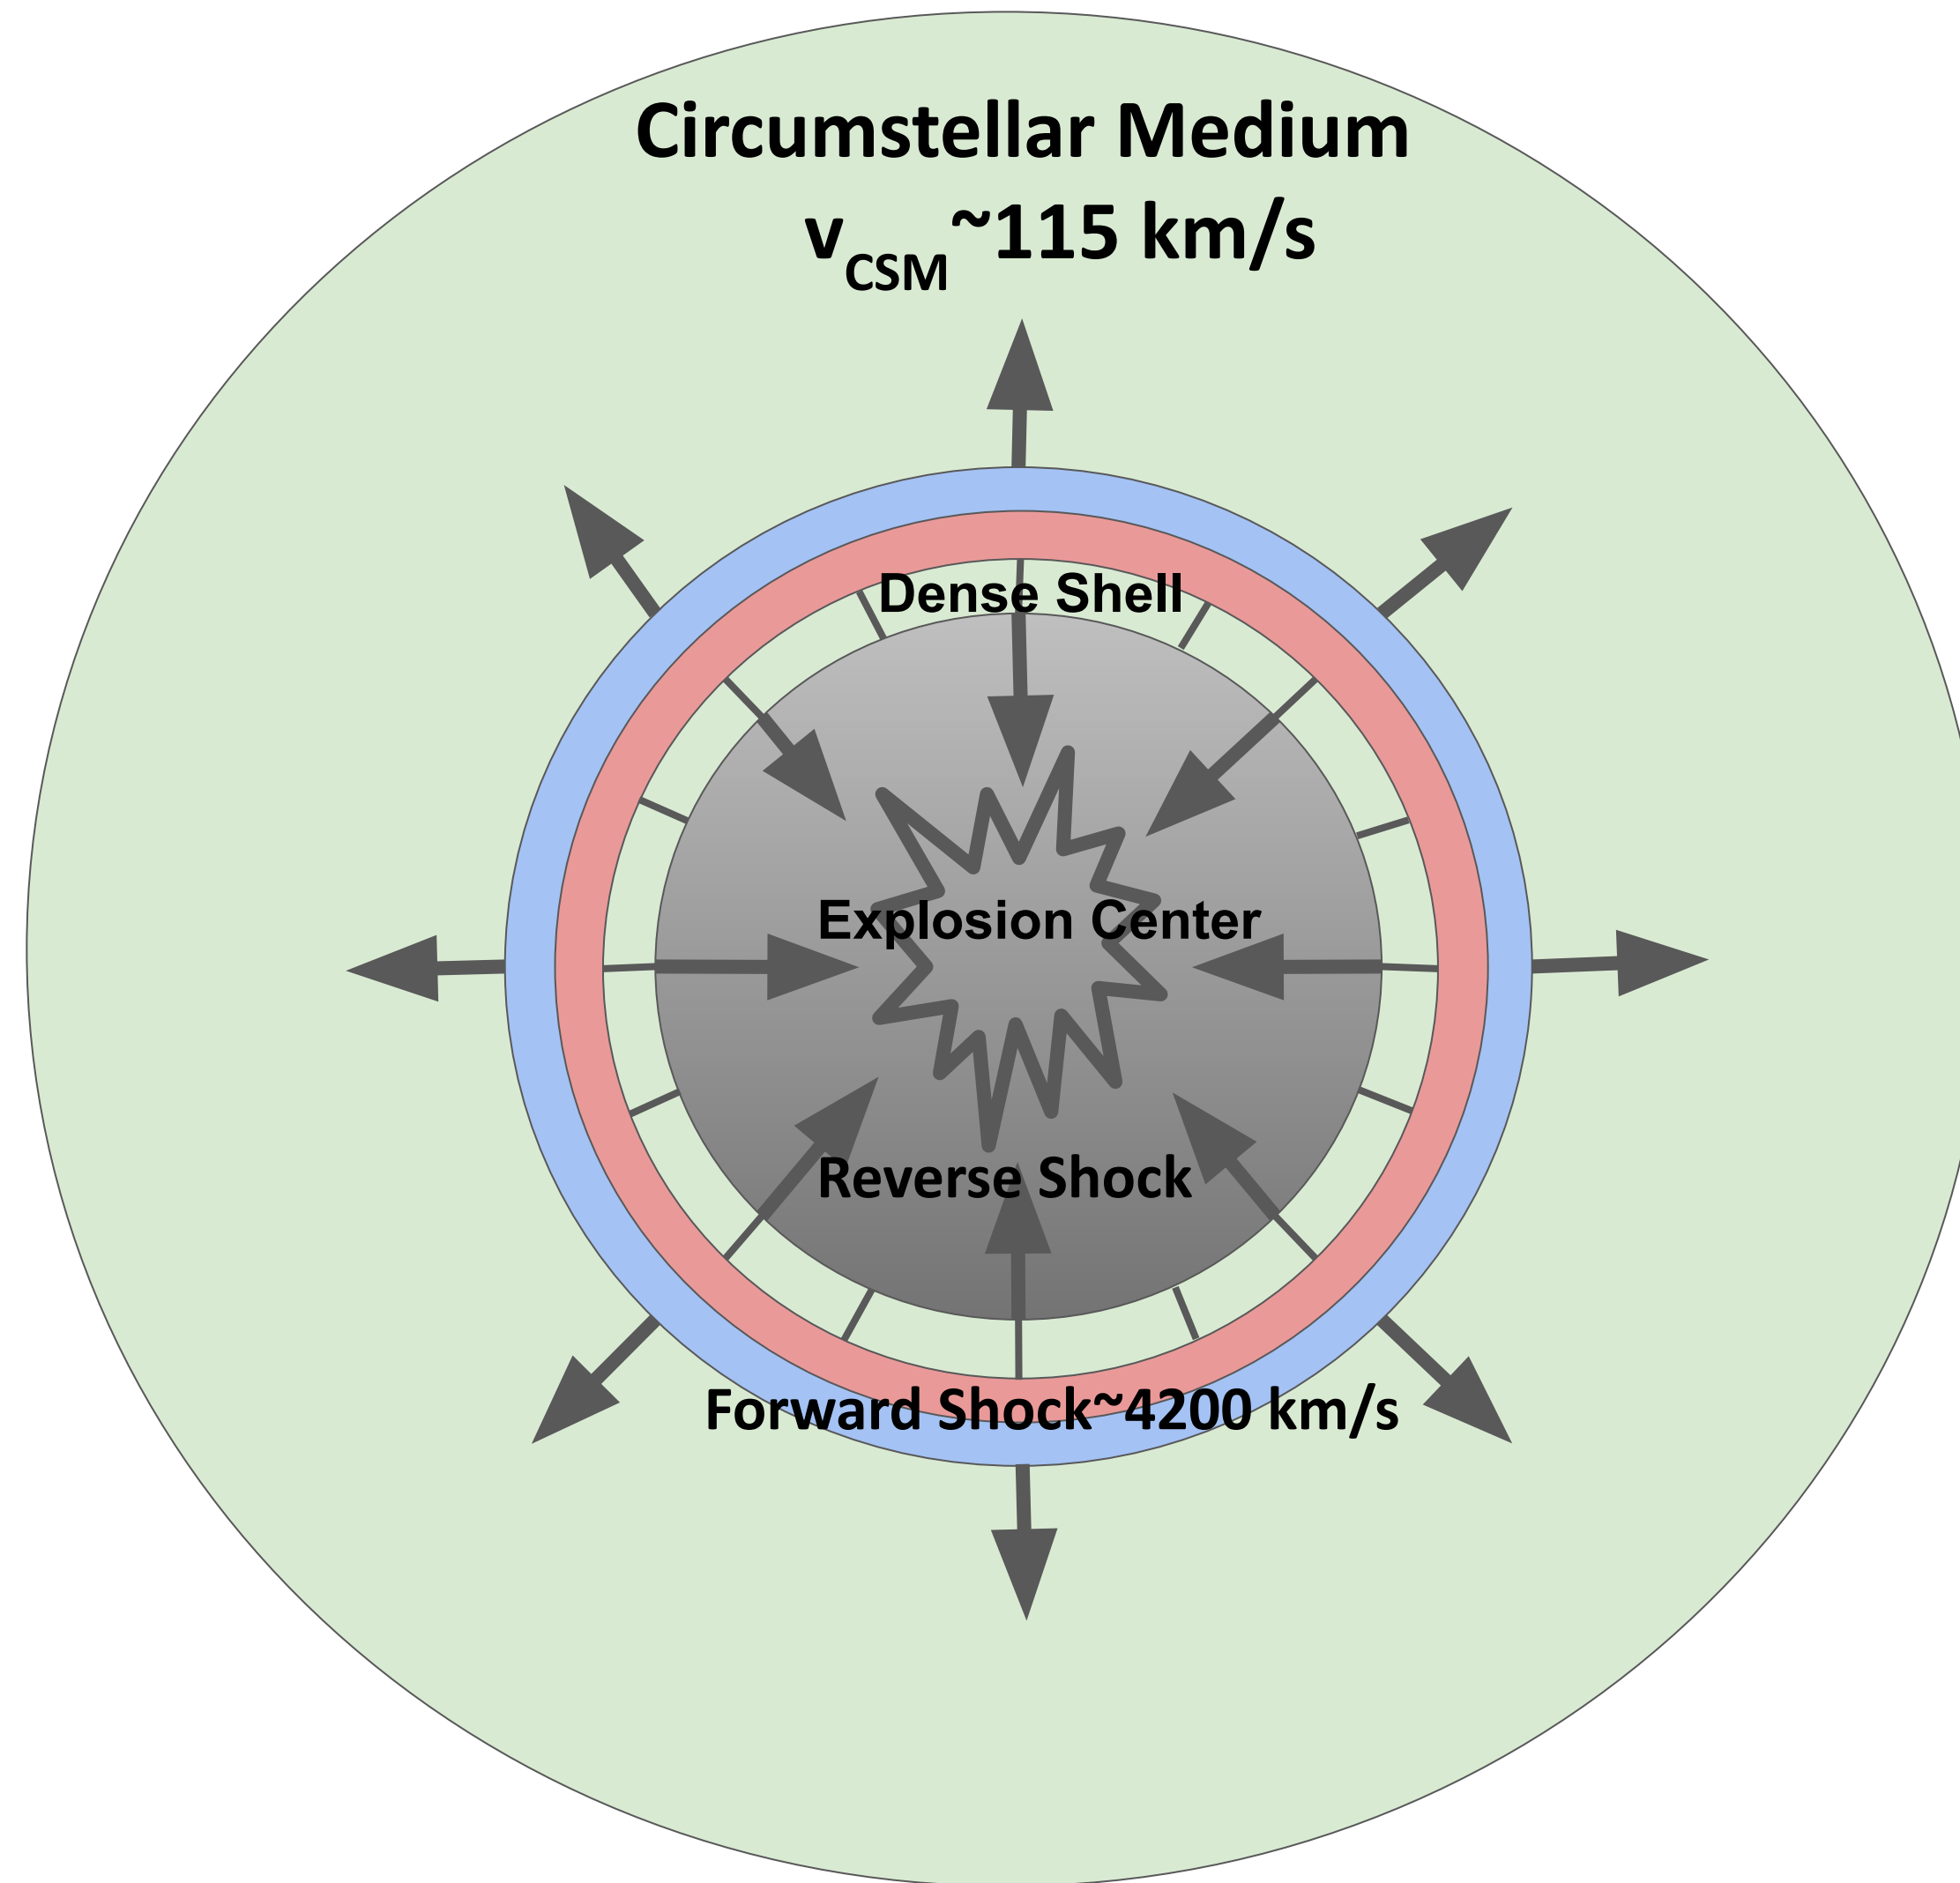 Circumstellar Medium
vCSM~115 km/s
Dense Shell
Explosion Center
Reverse Shock
Forward Shock~4200 km/s